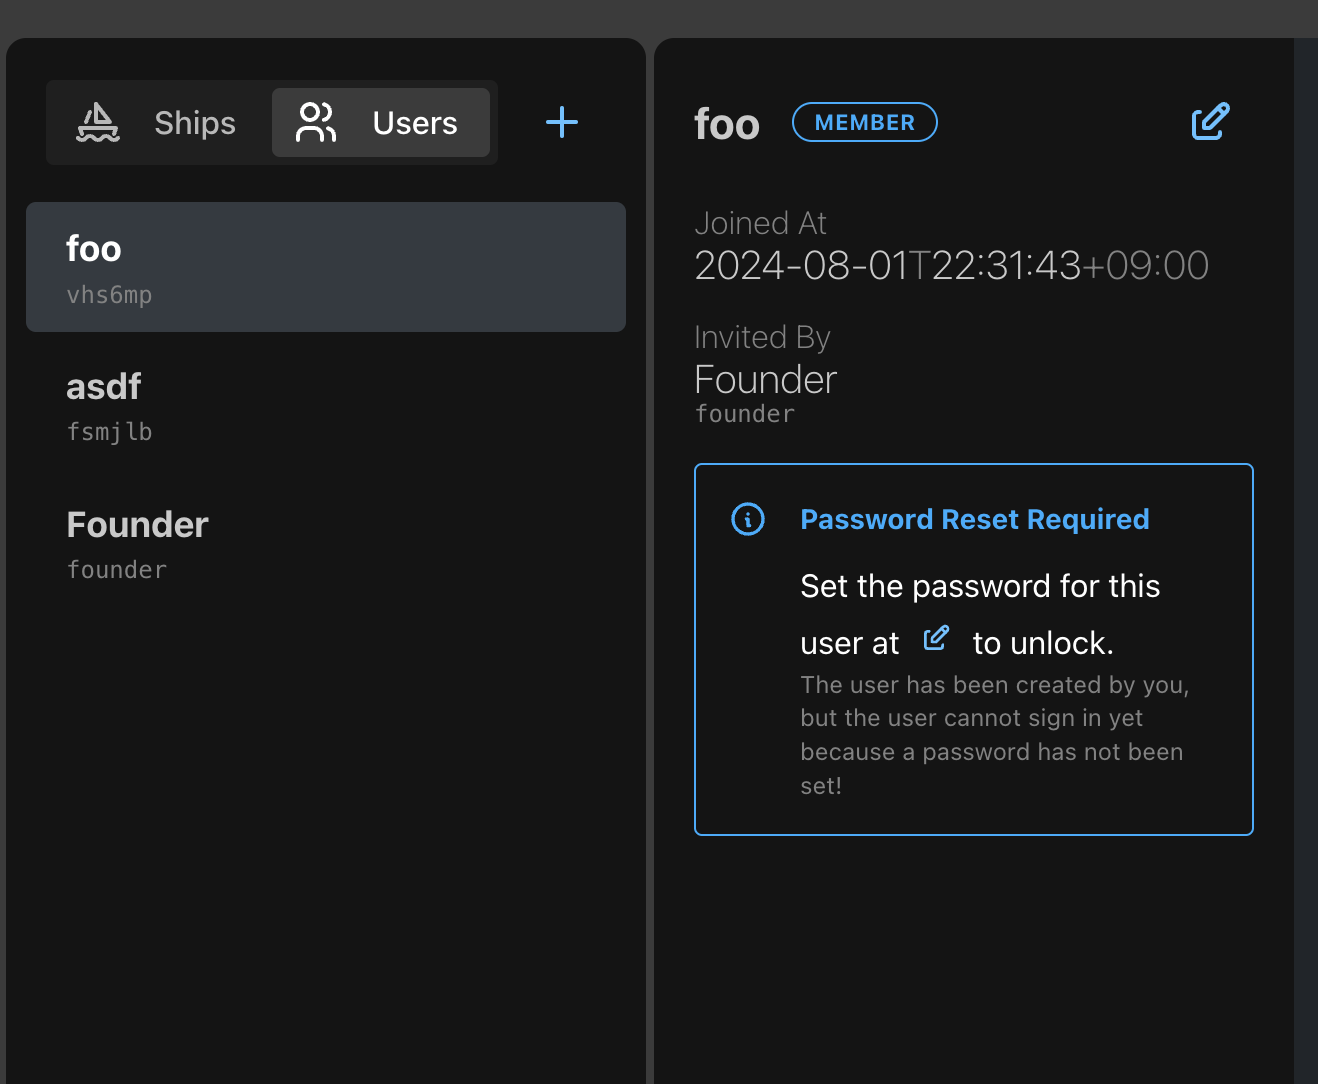 Ships
Users
foo
vhs6mp
asdf
fsmjlb
Founder
founder
foo
MEMBER
Joined At
2024-08-01T22:31:43+09:00
Invited By
Founder
founder
Password Reset Required
Set the password for this
user at to unlock.
The user has been created by you,
but the user cannot sign in yet
because a password has not been
set!